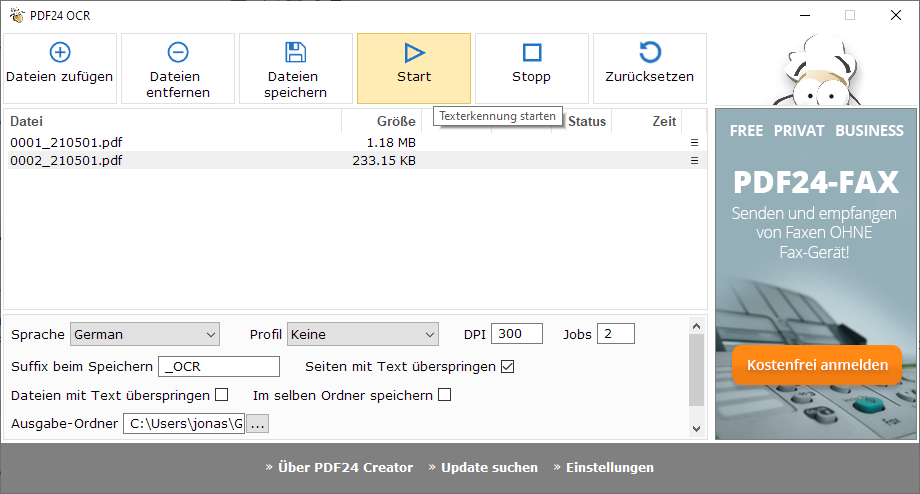 PDF24 OCR
Dateien zufügen
Dateien
entfernen
Dateien
speichern
Start
Stopp
Zurücksetzen
Texterkennung starten
Datei Größe Status Zeit
0001_210501.pdf 1.18 MB
0002_210501.pdf 233.15 KB
Sprache German Profil Keine DPI 300 Jobs 2
Suffix beim Speichern _OCR Seiten mit Text überspringen
Dateien mit Text überspringen Im selben Ordner speichern
Ausgabe-Ordner C:\Users\jonas\G ...
FREE PRIVAT BUSINESS
PDF24-FAX
Senden und empfangen
von Faxen OHNE
Fax-Gerät!
Kostenfrei anmelden
» Über PDF24 Creator » Update suchen » Einstellungen